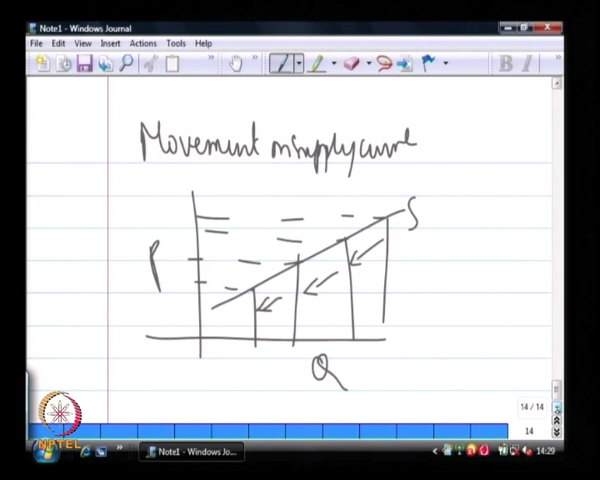 Note1 - Windows Journal
File Edit View Insert Actions Tools Help
B I
Movement on supply curve
S
P
Q
14 / 14
14
NPTEL
Note1 - Windows Jo...
14:29